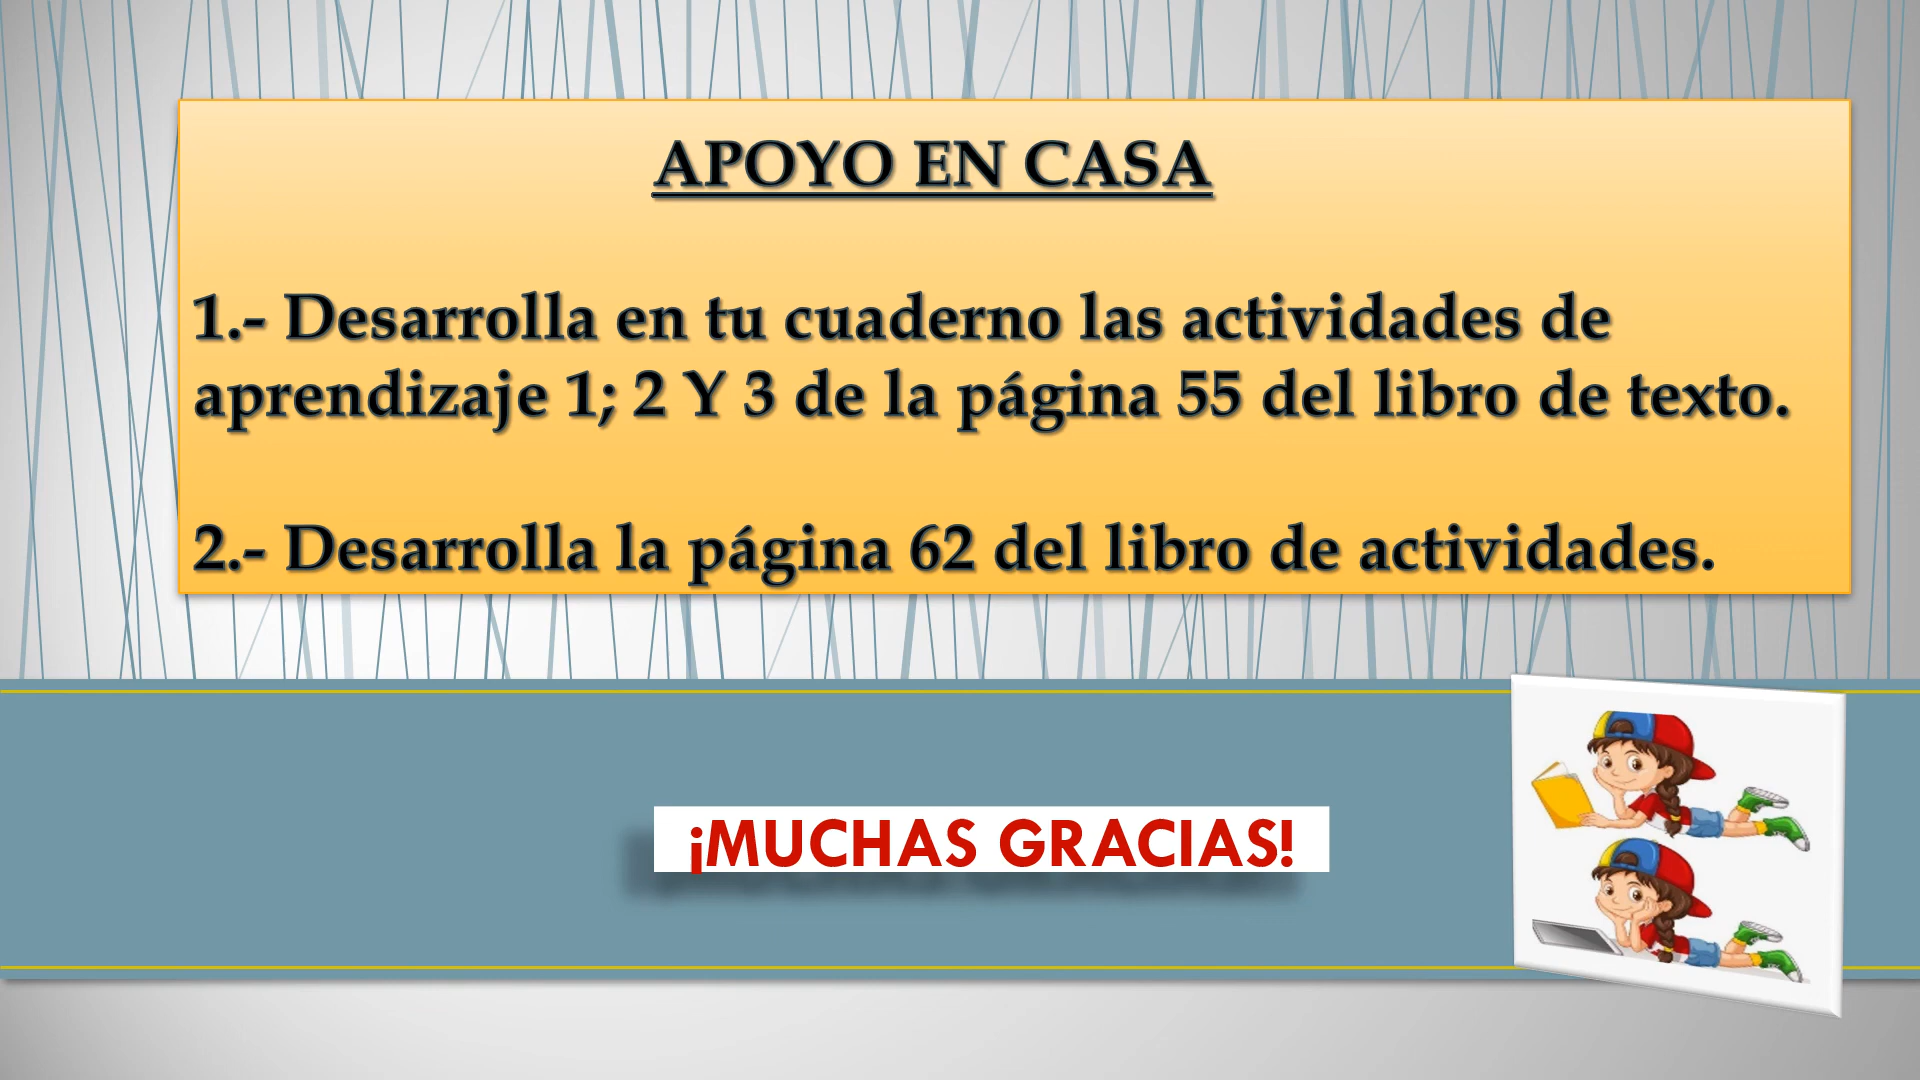 APOYO EN CASA
1.- Desarrolla en tu cuaderno las actividades de
aprendizaje 1; 2 Y 3 de la página 55 del libro de texto.
2.- Desarrolla la página 62 del libro de actividades.
¡MUCHAS GRACIAS!